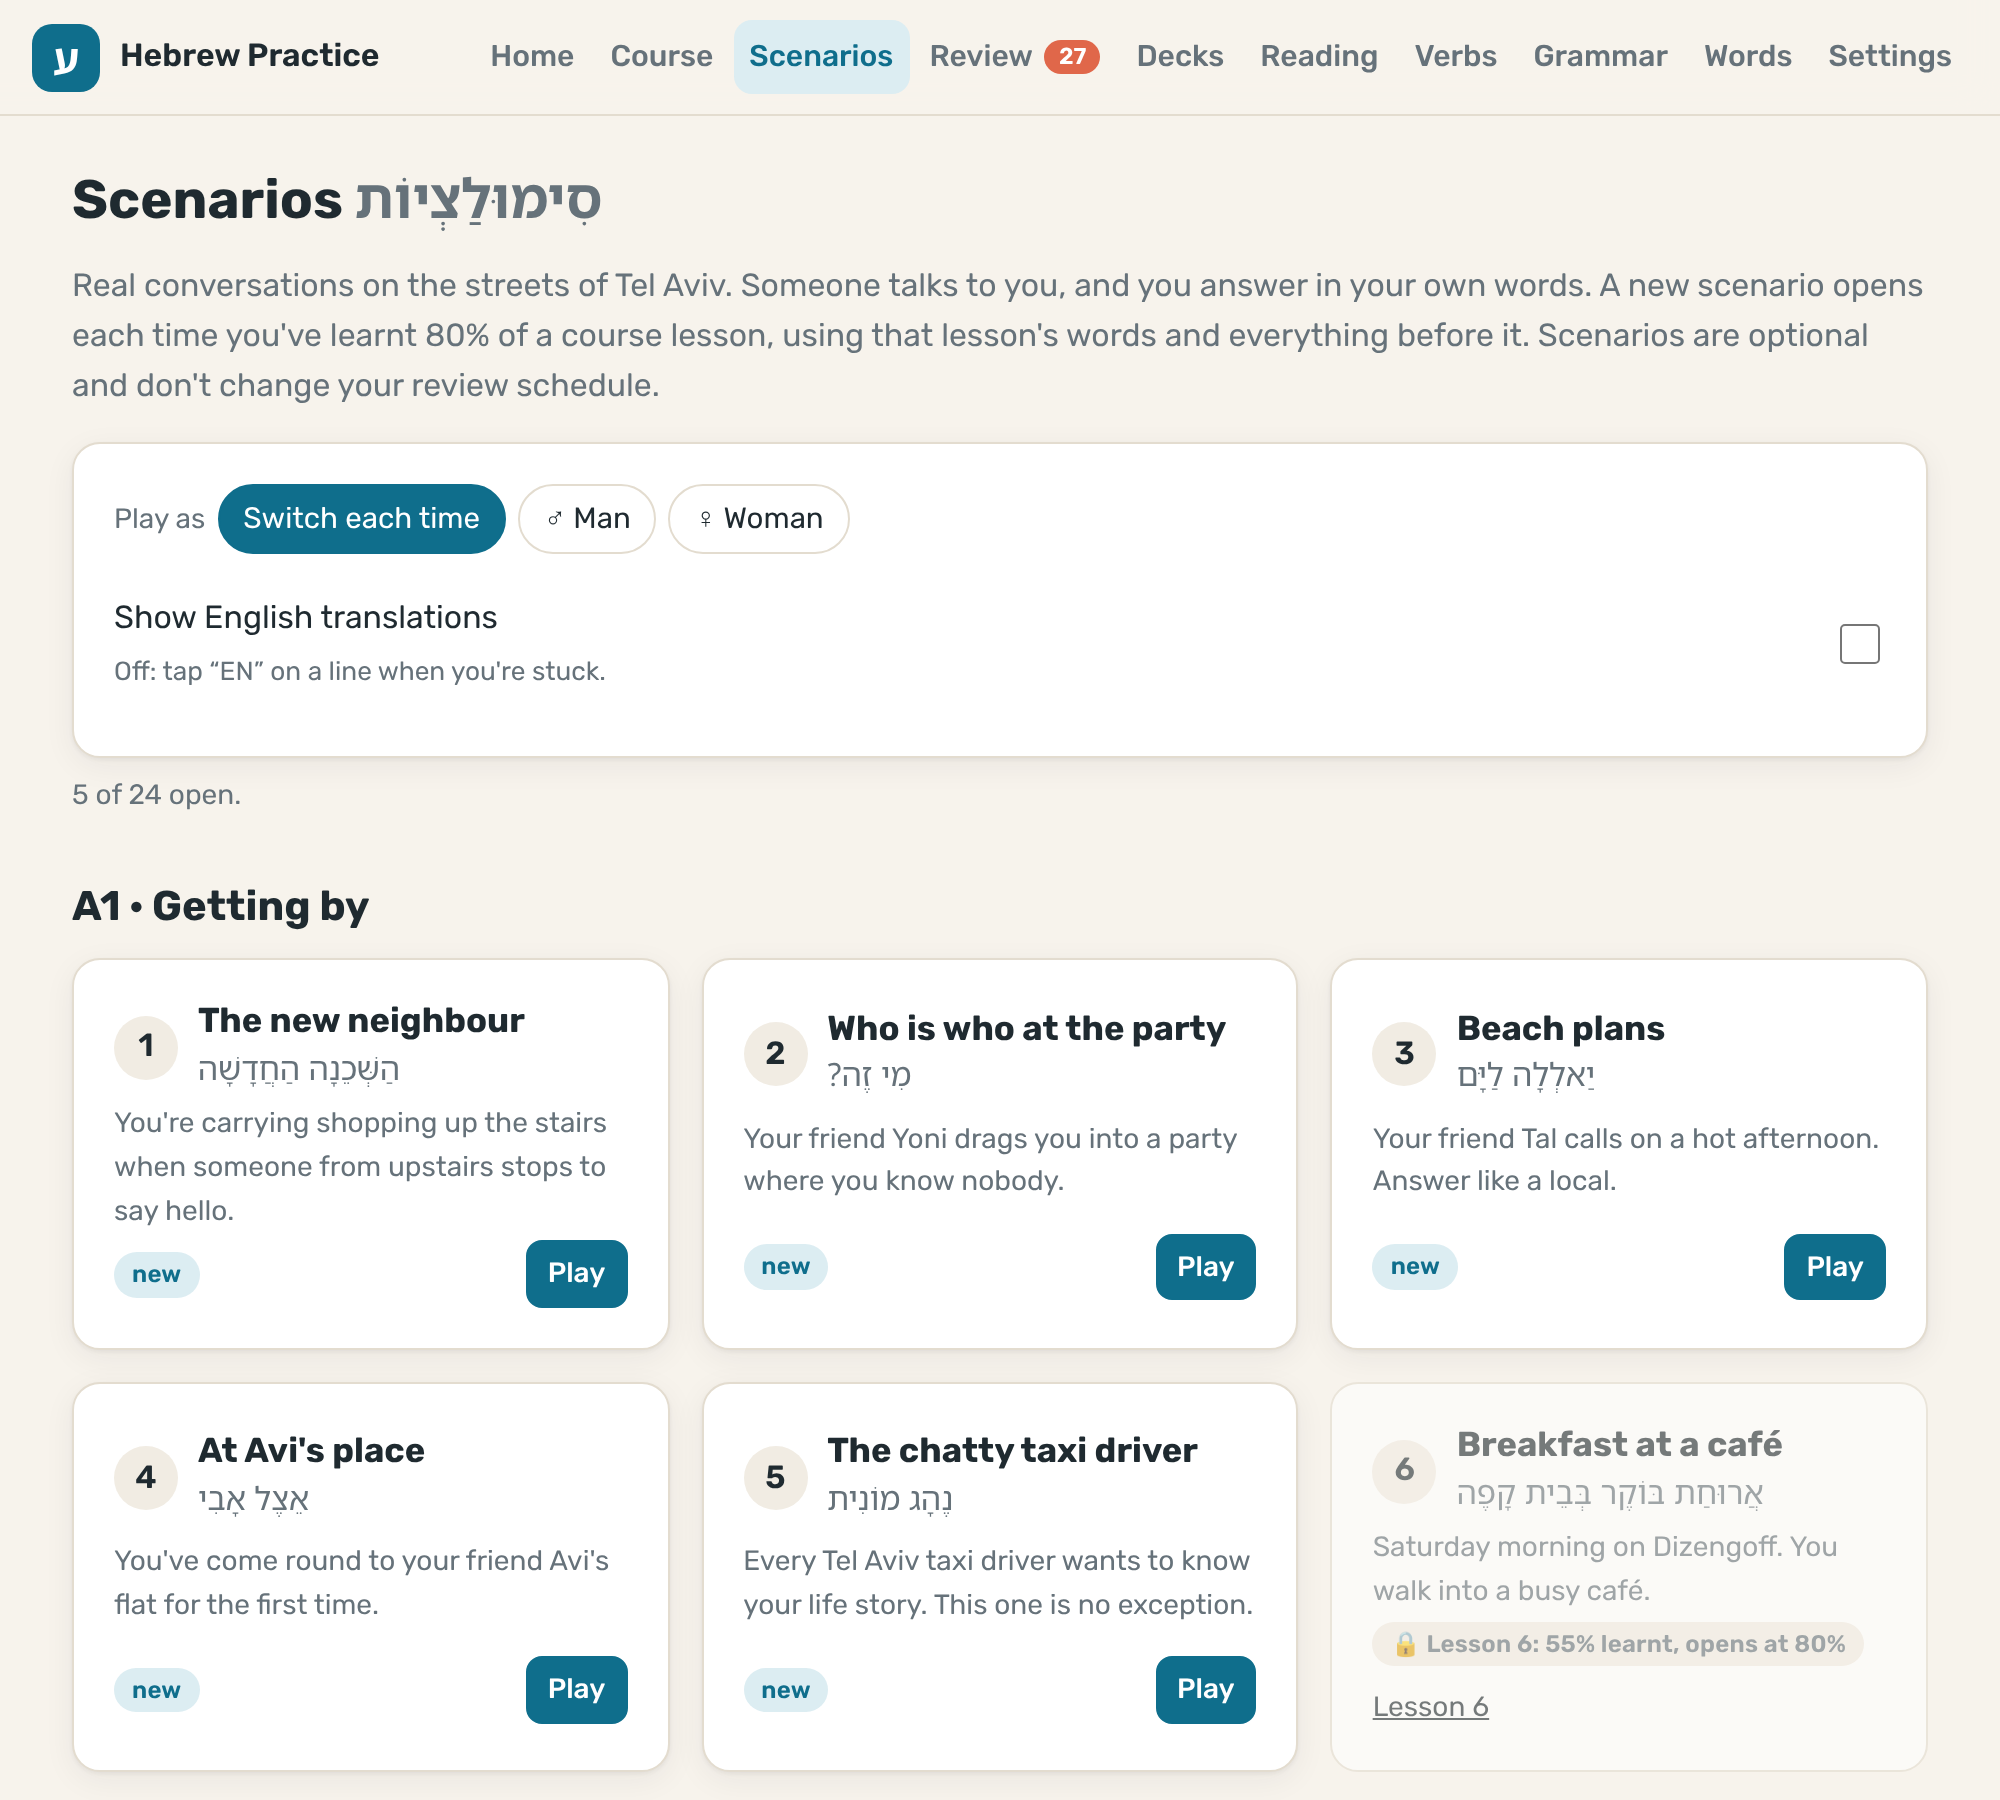 ע Hebrew Practice Home Course Scenarios Review 27 Decks Reading Verbs Grammar Words Settings
Scenarios סִימוּלַצְיוֹת
Real conversations on the streets of Tel Aviv. Someone talks to you, and you answer in your own words. A new scenario opens
each time you've learnt 80% of a course lesson, using that lesson's words and everything before it. Scenarios are optional
and don't change your review schedule.
Play as Switch each time ♂ Man ♀ Woman
Show English translations
Off: tap “EN” on a line when you're stuck.
5 of 24 open.
A1 • Getting by
1 The new neighbour
הַשְּׁכֵנָה הַחֲדָשָׁה
You're carrying shopping up the stairs
when someone from upstairs stops to
say hello.
new Play
2 Who is who at the party
מִי זֶה?
Your friend Yoni drags you into a party
where you know nobody.
new Play
3 Beach plans
יַאלְלָה לַיָּם
Your friend Tal calls on a hot afternoon.
Answer like a local.
new Play
4 At Avi's place
אֵצֶל אָבִי
You've come round to your friend Avi's
flat for the first time.
new Play
5 The chatty taxi driver
נֶהָג מוֹנִית
Every Tel Aviv taxi driver wants to know
your life story. This one is no exception.
new Play
6 Breakfast at a café
אֲרוּחַת בּוֹקֶר בְּבֵית קָפֶה
Saturday morning on Dizengoff. You
walk into a busy café.
🔒 Lesson 6: 55% learnt, opens at 80%
Lesson 6